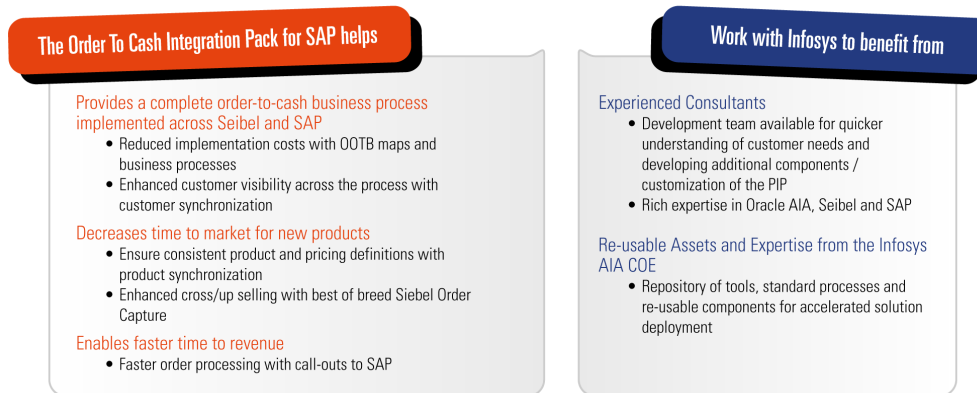 The Order To Cash Integration Pack for SAP helps
Provides a complete order-to-cash business process
implemented across Seibel and SAP
• Reduced implementation costs with OOTB maps and
business processes
• Enhanced customer visibility across the process with
customer synchronization
Decreases time to market for new products
• Ensure consistent product and pricing definitions with
product synchronization
• Enhanced cross/up selling with best of breed Siebel Order
Capture
Enables faster time to revenue
• Faster order processing with call-outs to SAP
Work with Infosys to benefit from
Experienced Consultants
• Development team available for quicker
understanding of customer needs and
developing additional components /
customization of the PIP
• Rich expertise in Oracle AIA, Seibel and SAP
Re-usable Assets and Expertise from the Infosys
AIA COE
• Repository of tools, standard processes and
re-usable components for accelerated solution
deployment